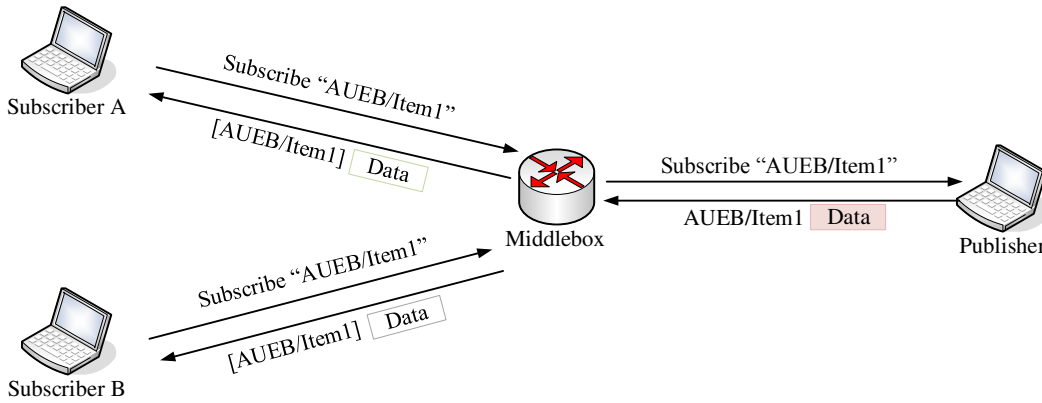 Subscribe “AUEB/Item1”
Subscriber A
[AUEB/Item1] Data
Subscribe “AUEB/Item1”
AUEB/Item1 Data
Middlebox
Publisher
Subscribe “AUEB/Item1”
[AUEB/Item1] Data
Subscriber B